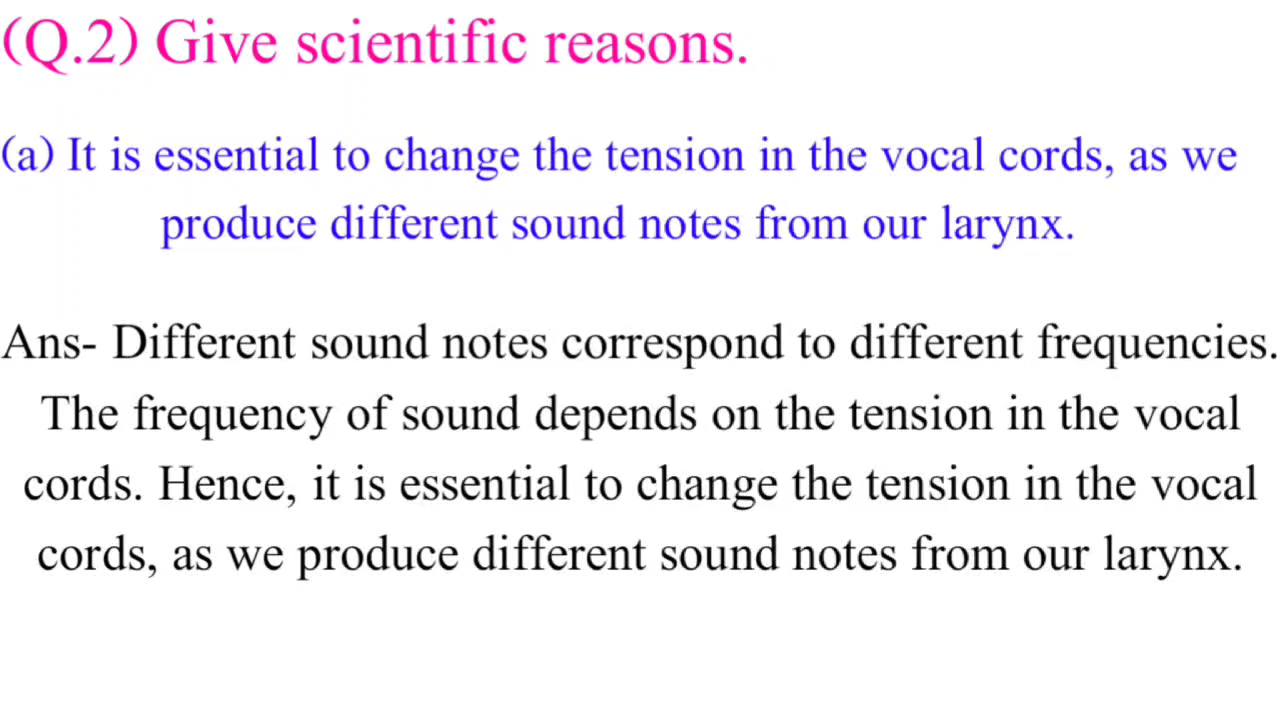 (Q.2) Give scientific reasons.
(a) It is essential to change the tension in the vocal cords, as we
produce different sound notes from our larynx.
Ans- Different sound notes correspond to different frequencies.
The frequency of sound depends on the tension in the vocal
cords. Hence, it is essential to change the tension in the vocal
cords, as we produce different sound notes from our larynx.